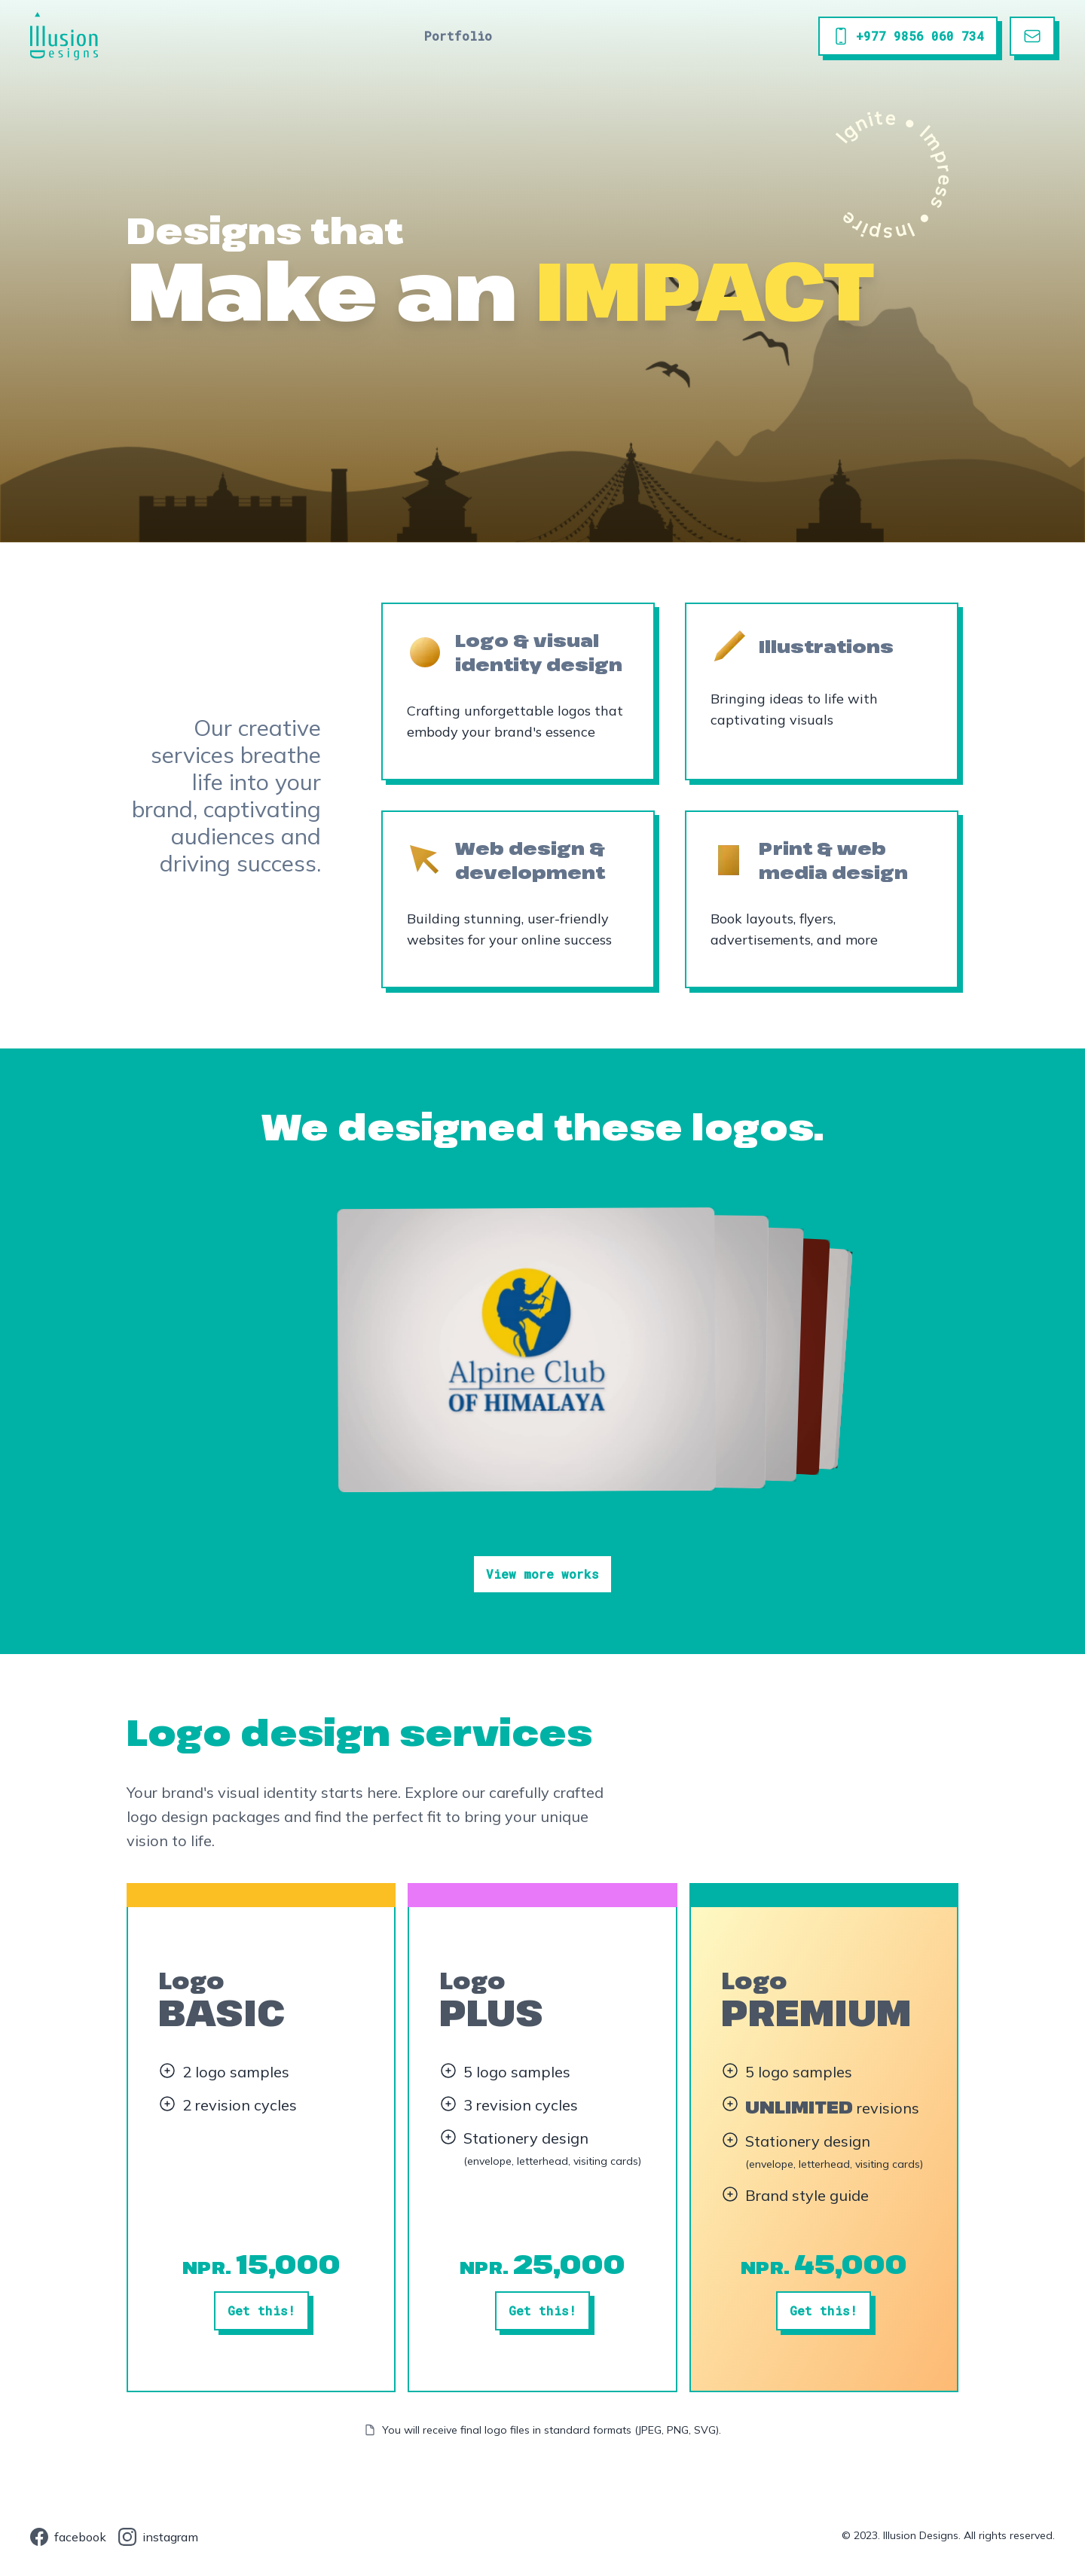 Illusion
Designs
Portfolio
+977 9856 060 734
Ignite • Impress • Inspire
Designs that
Make an IMPACT
Our creative
services breathe
life into your
brand, captivating
audiences and
driving success.
Logo & visual
identity design
Crafting unforgettable logos that
embody your brand's essence
Illustrations
Bringing ideas to life with
captivating visuals
Web design &
development
Building stunning, user-friendly
websites for your online success
Print & web
media design
Book layouts, flyers,
advertisements, and more
We designed these logos.
Alpine Club
OF HIMALAYA
View more works
Logo design services
Your brand's visual identity starts here. Explore our carefully crafted
logo design packages and find the perfect fit to bring your unique
vision to life.
Logo
BASIC
2 logo samples
2 revision cycles
NPR. 15,000
Get this!
Logo
PLUS
5 logo samples
3 revision cycles
Stationery design
(envelope, letterhead, visiting cards)
NPR. 25,000
Get this!
Logo
PREMIUM
5 logo samples
UNLIMITED revisions
Stationery design
(envelope, letterhead, visiting cards)
Brand style guide
NPR. 45,000
Get this!
You will receive final logo files in standard formats (JPEG, PNG, SVG).
facebook
instagram
© 2023. Illusion Designs. All rights reserved.